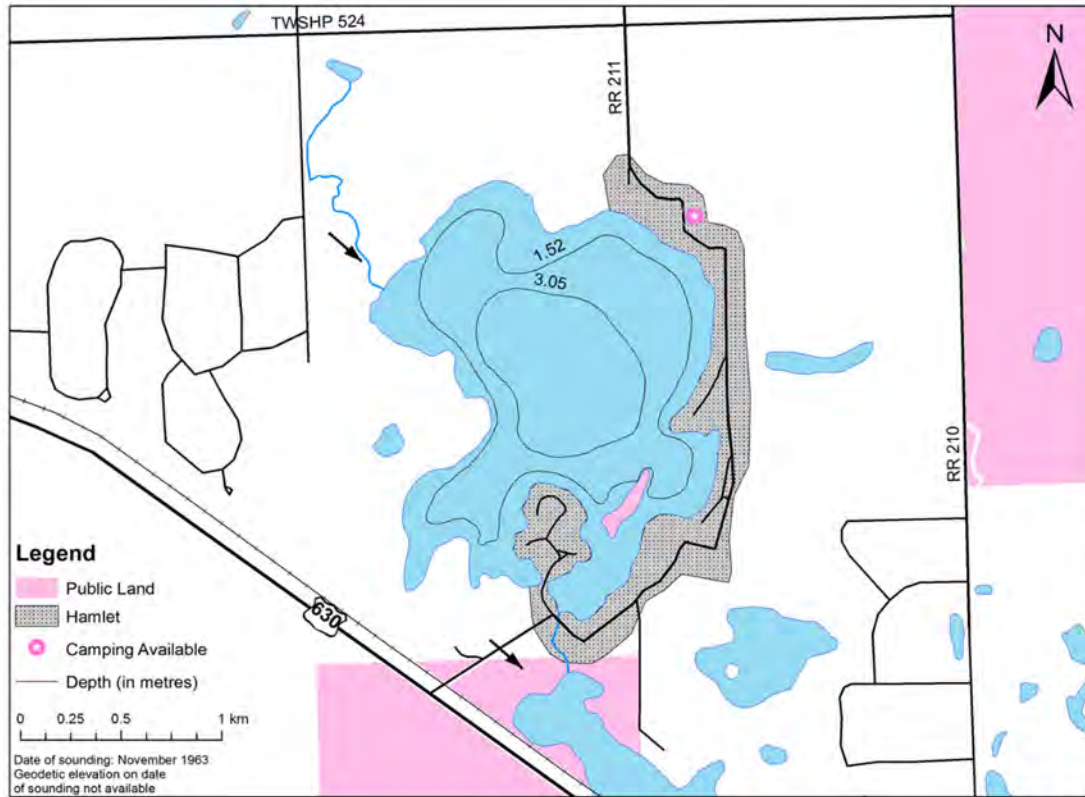 TWSHP 524
N
RR 211
1.52
3.05
RR 210
630
Legend
Public Land
Hamlet
Camping Available
Depth (in metres)
0 0.25 0.5 1 km
Date of sounding: November 1963
Geodetic elevation on date
of sounding not available